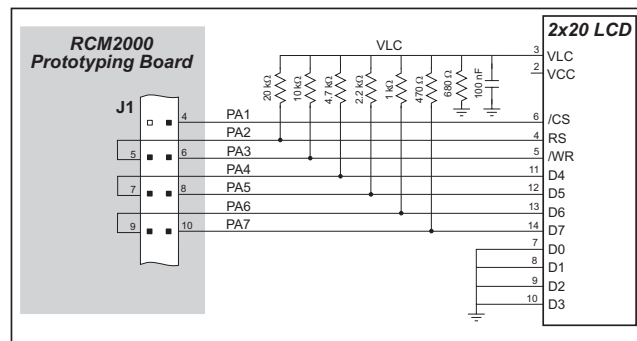 RCM2000
Prototyping Board
2x20 LCD
J1
VLC
20 kΩ
10 kΩ
4.7 kΩ
2.2 kΩ
1 kΩ
470 Ω
680 Ω
100 nF
3 VLC
2 VCC
4 PA1 6 /CS
PA2 4 RS
5 6 PA3 5 /WR
PA4 11 D4
7 8 PA5 12 D5
PA6 13 D6
9 10 PA7 14 D7
7 D0
8 D1
9 D2
10 D3